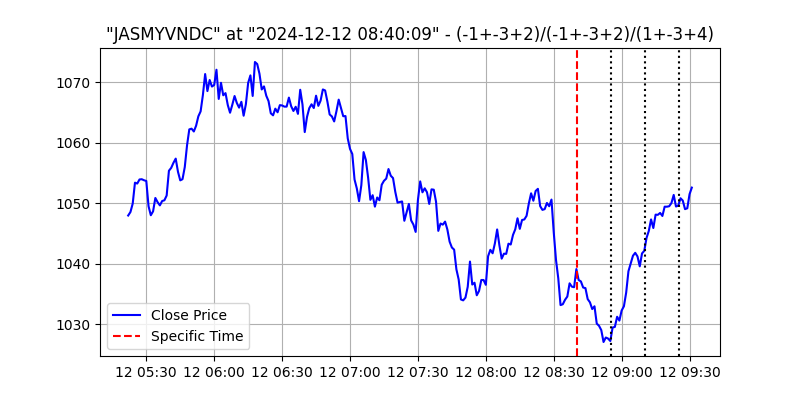 "JASMYVNDC" at "2024-12-12 08:40:09" - (-1+-3+2)/(-1+-3+2)/(1+-3+4)
1070
1060
1050
1040
1030
Close Price
Specific Time
12 05:30 12 06:00 12 06:30 12 07:00 12 07:30 12 08:00 12 08:30 12 09:00 12 09:30